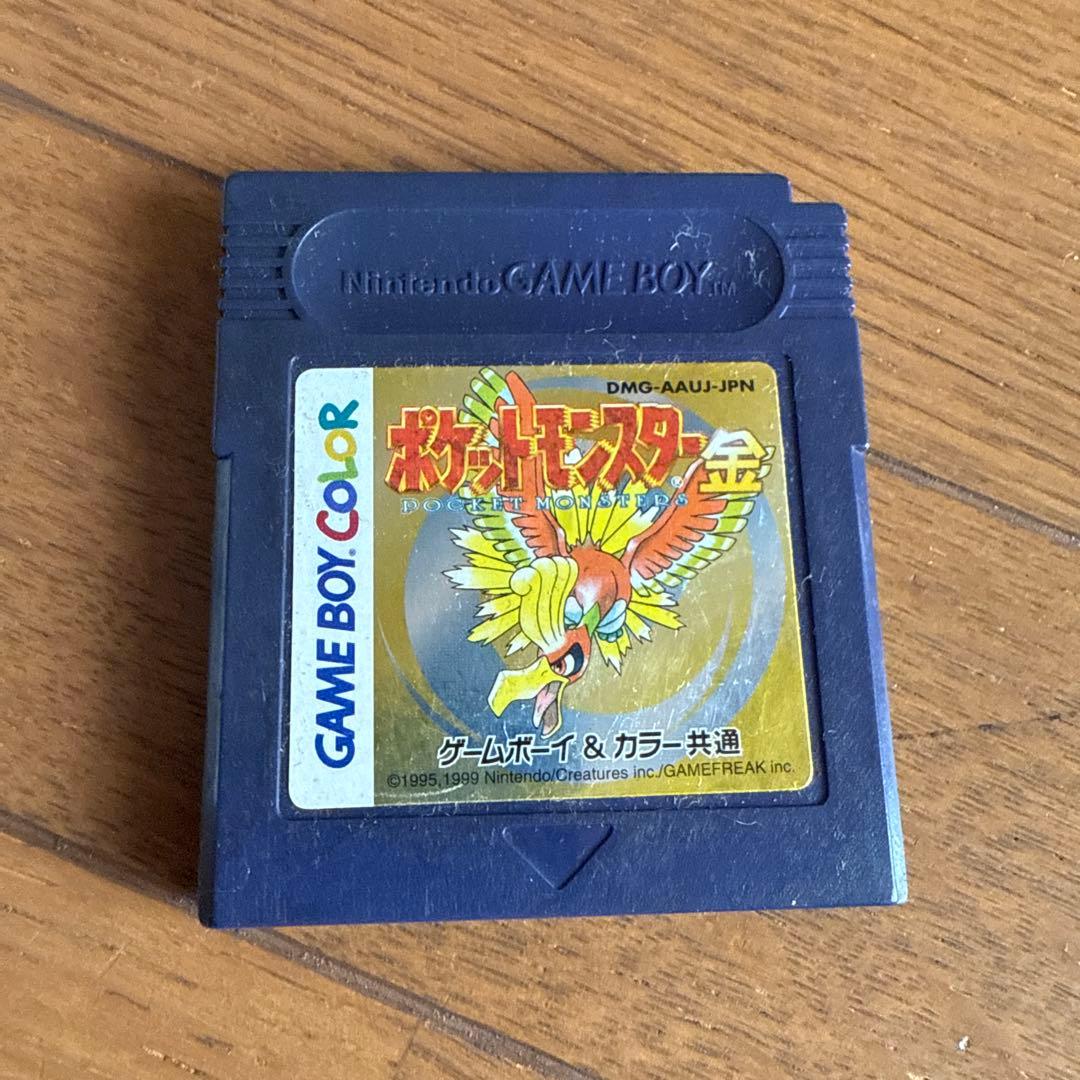 Nintendo GAME BOY TM
GAME BOY COLOR
DMG-AAUJ-JPN
ポケットモンスター金
POCKET MONSTERS
ゲームボーイ & カラー共通
©1995,1999 Nintendo/Creatures inc./GAMEFREAK inc.